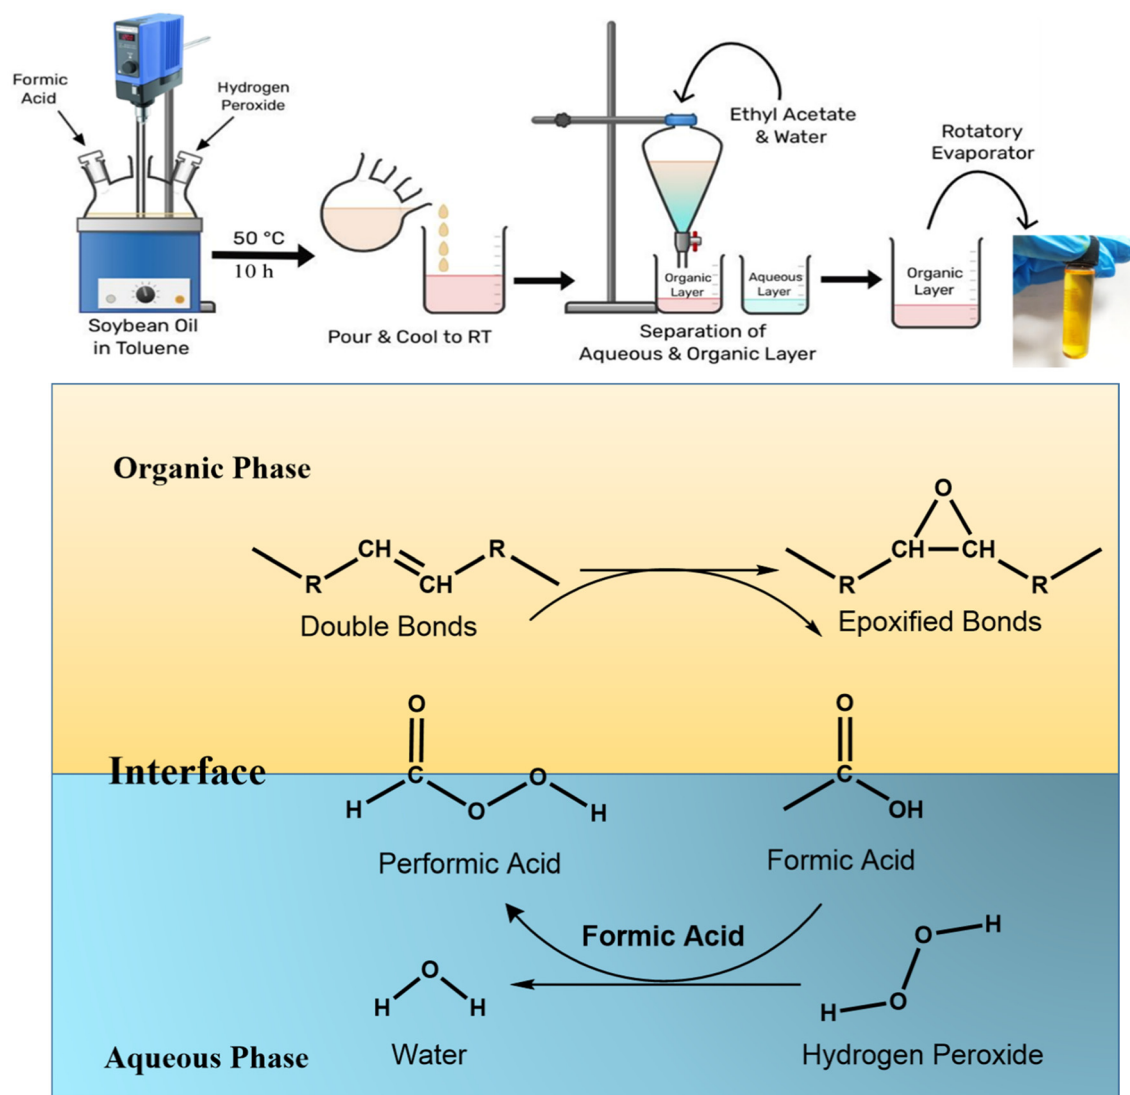 Formic
Acid
Hydrogen
Peroxide
50 °C
10 h
Soybean Oil
in Toluene
Pour & Cool to RT
Ethyl Acetate
& Water
Organic
Layer
Aqueous
Layer
Separation of
Aqueous & Organic Layer
Rotatory
Evaporator
Organic
Layer
Organic Phase
O
CH
R
CH CH
R
CH
R
R
Double Bonds
Epoxified Bonds
O
O
Interface
C
O
C
H
O
H
OH
Performic Acid
Formic Acid
Formic Acid
H
O
O
H
H
O
H
Aqueous Phase
Water
Hydrogen Peroxide